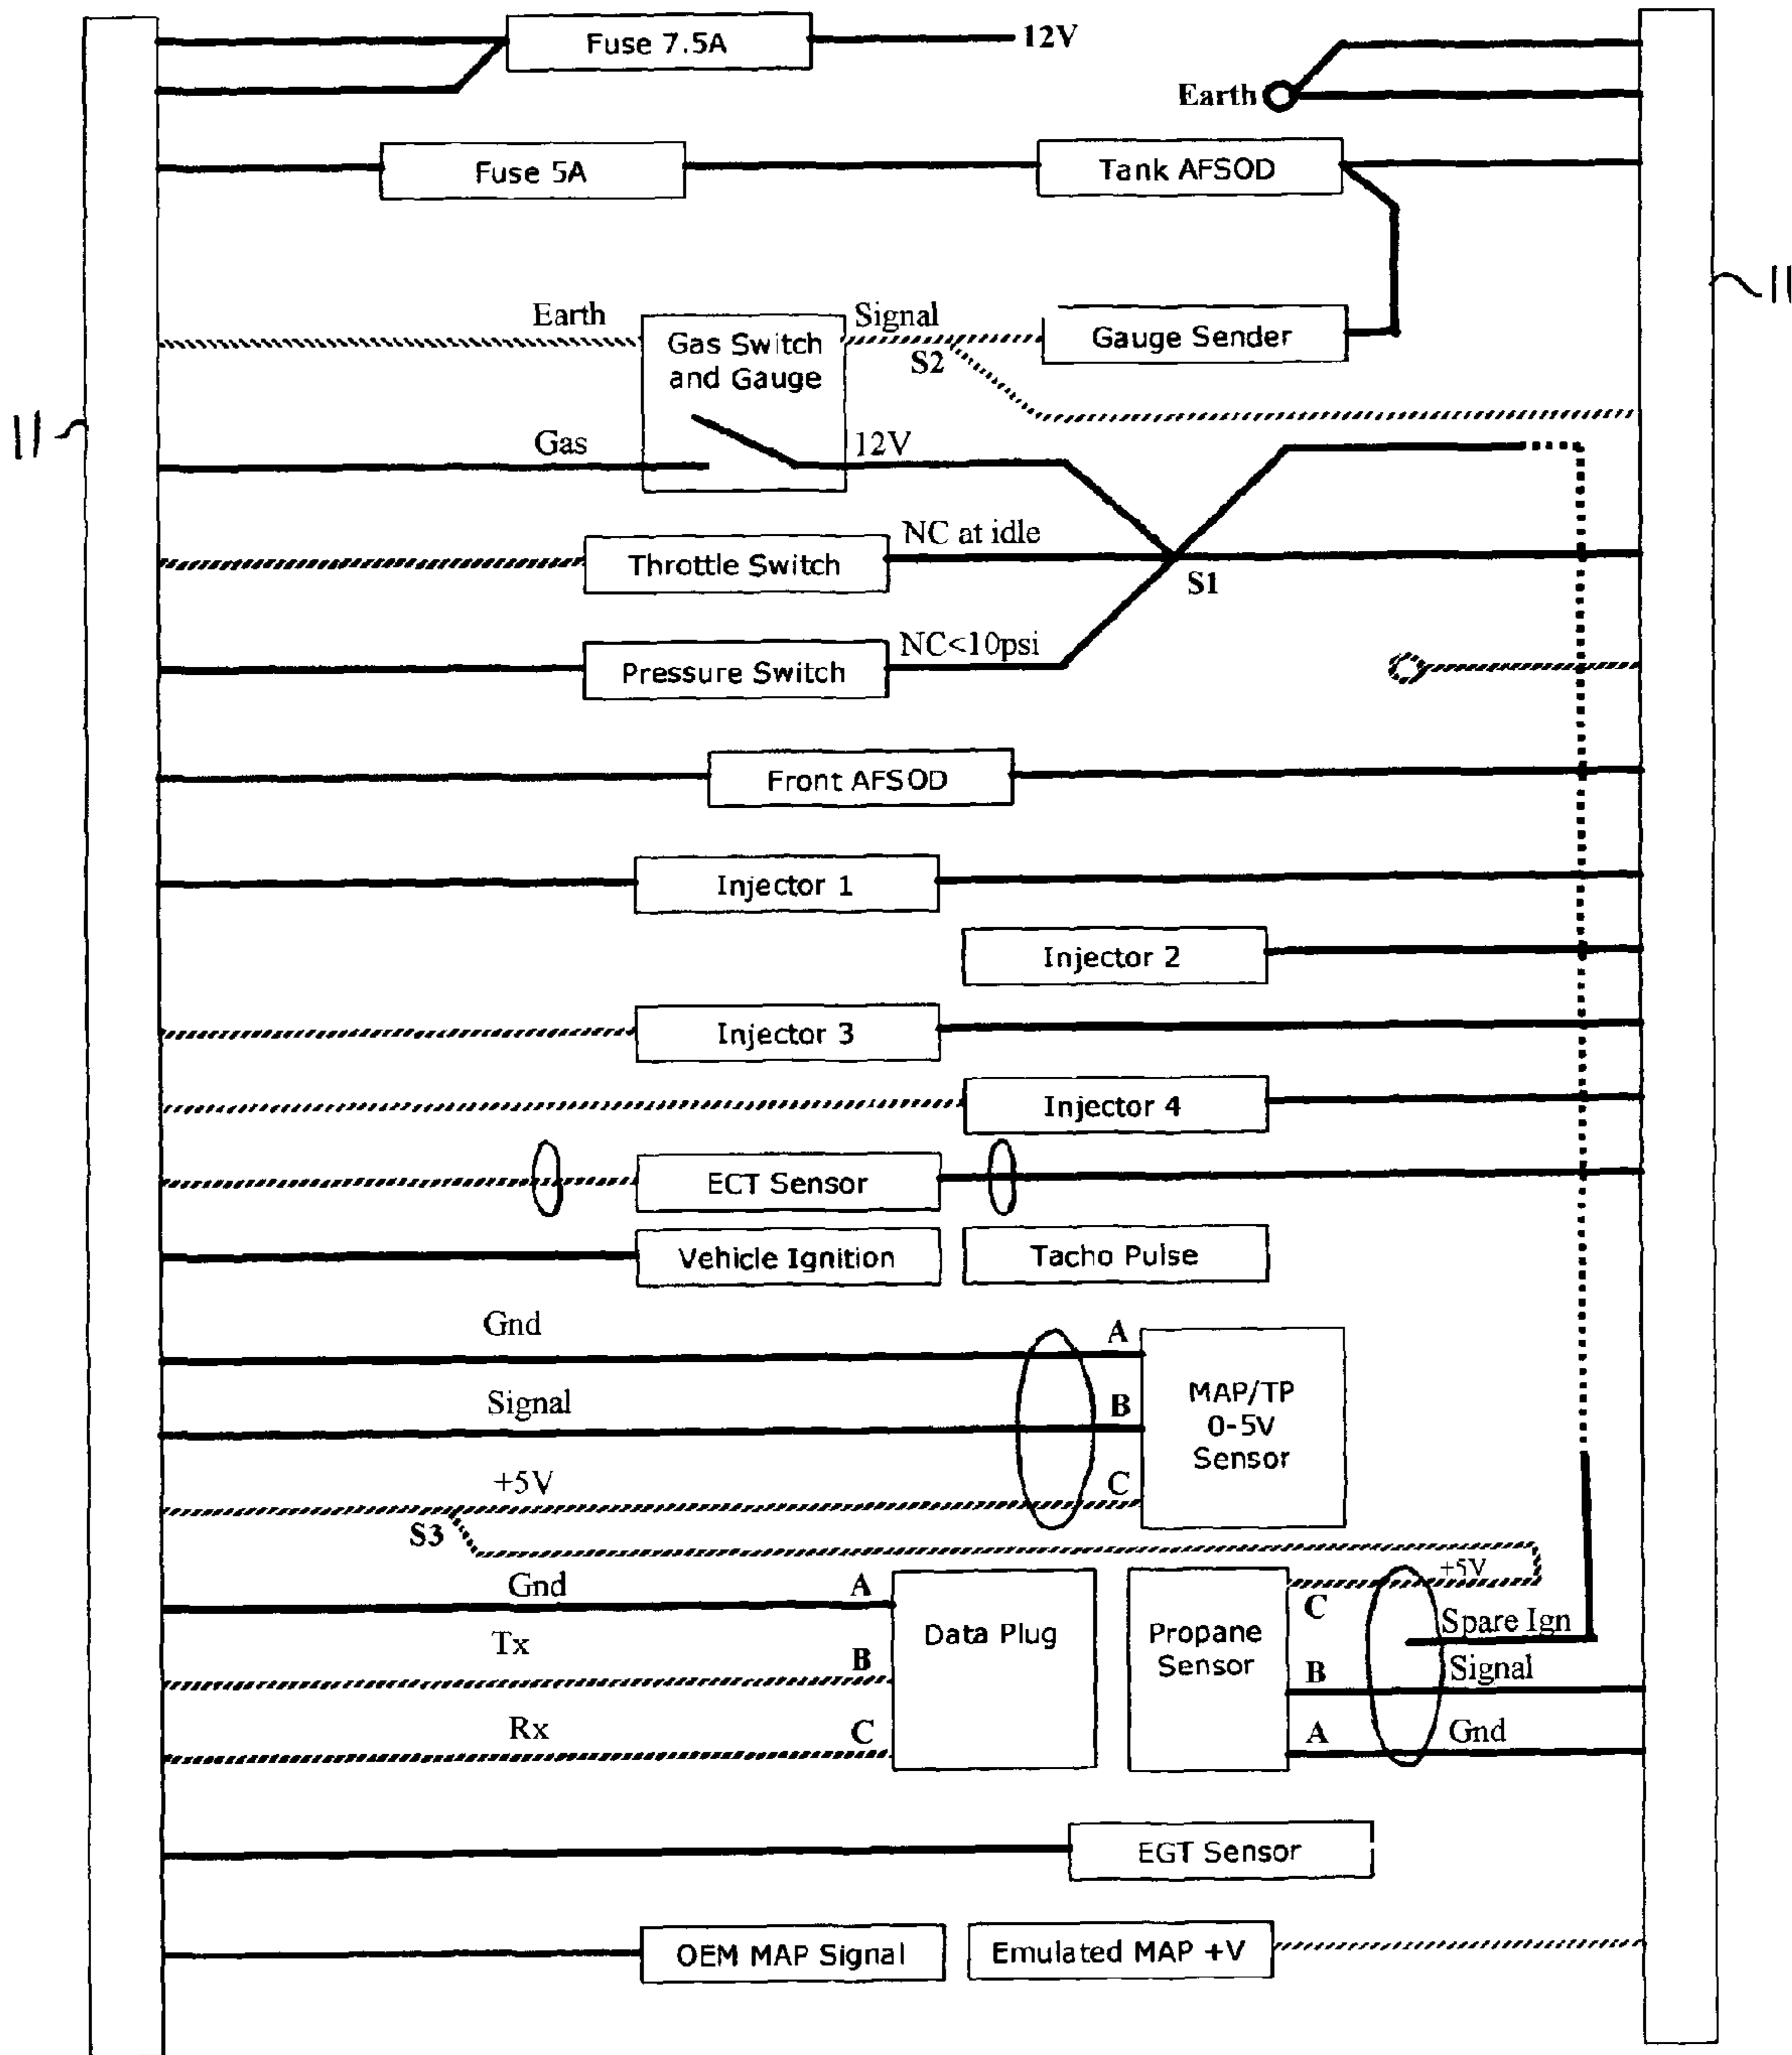 Fuse 7.5A
12V
Earth
Fuse 5A
Tank AFSOD
11
Earth
Gas Switch
and Gauge
Signal
S2
Gauge Sender
11
Gas
12V
NC at idle
Throttle Switch
S1
NC<10psi
Pressure Switch
Front AFSOD
Injector 1
Injector 2
Injector 3
Injector 4
ECT Sensor
Vehicle Ignition
Tacho Pulse
Gnd
A
Signal
B
MAP/TP
0-5V
Sensor
+5V
C
S3
Gnd
A
Tx
B
Rx
C
Data Plug
Propane
Sensor
+5V
C
Spare Ign
B
Signal
A
Gnd
EGT Sensor
OEM MAP Signal
Emulated MAP +V